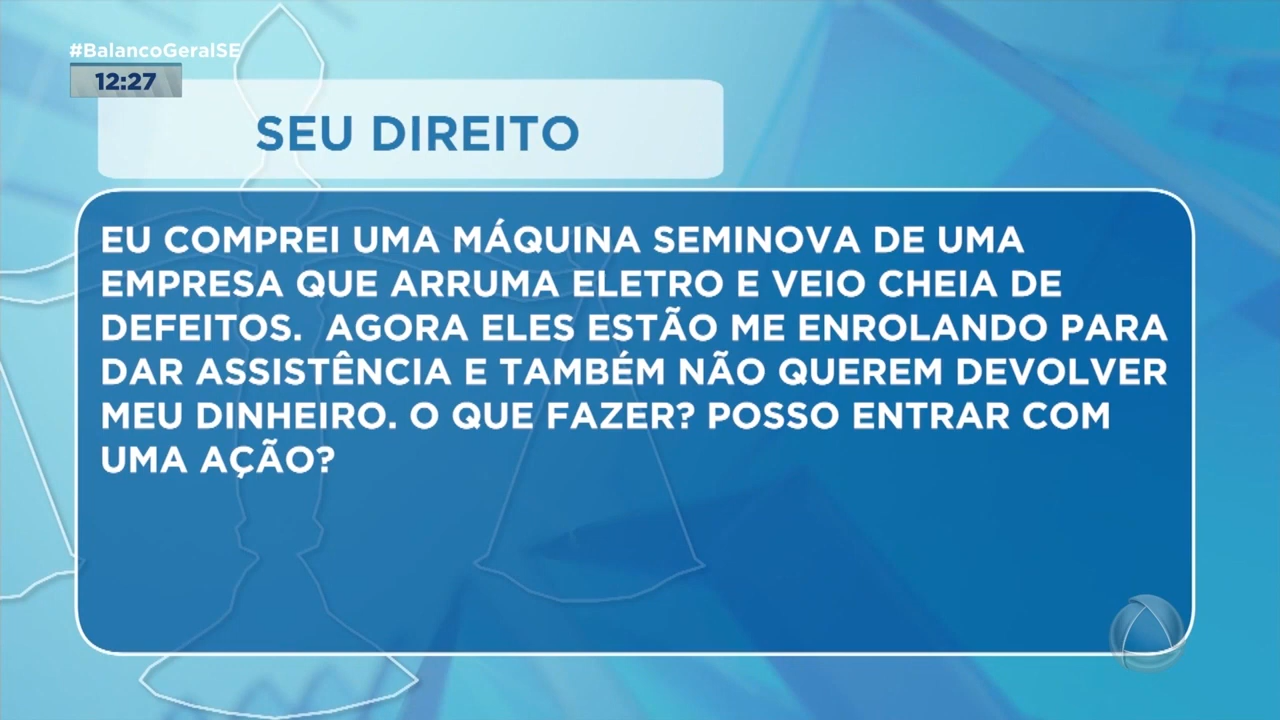 #BalancoGeralSE
12:27
SEU DIREITO
EU COMPREI UMA MÁQUINA SEMINOVA DE UMA
EMPRESA QUE ARRUMA ELETRO E VEIO CHEIA DE
DEFEITOS.  AGORA ELES ESTÃO ME ENROLANDO PARA
DAR ASSISTÊNCIA E TAMBÉM NÃO QUEREM DEVOLVER
MEU DINHEIRO. O QUE FAZER? POSSO ENTRAR COM
UMA AÇÃO?